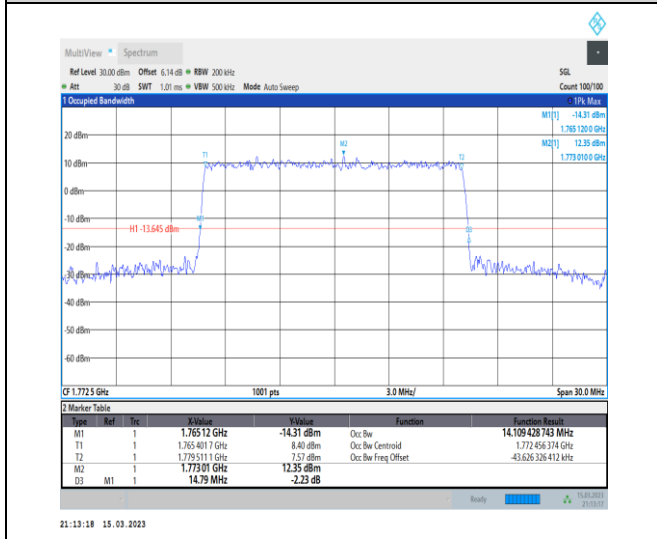 MultiView Spectrum
Ref Level 30.00 dBm Offset 6.14 dB RBW 200 kHz SGL
Att 30 dB SWT 1.01 ms VBW 500 kHz Mode Auto Sweep Count 100/100
1 Occupied Bandwidth 1Pk Max
M1[1] -14.31 dBm
1.765 120 0 GHz
M2[1] 12.35 dBm
1.773 010 0 GHz
20 dBm
M2
T1
T2
10 dBm
0 dBm
-10 dBm
M1
H1 -13.645 dBm
D3
-20 dBm
-30 dBm
-40 dBm
-50 dBm
-60 dBm
CF 1.772 5 GHz 1001 pts 3.0 MHz/ Span 30.0 MHz
2 Marker Table
Type Ref Trc X-Value Y-Value Function Function Result
M1 1 1.765 12 GHz -14.31 dBm Occ Bw 14.109 428 743 MHz
T1 1 1.765 401 7 GHz 8.40 dBm Occ Bw Centroid 1.772 456 374 GHz
T2 1 1.779 511 1 GHz 7.57 dBm Occ Bw Freq Offset -43.626 326 412 kHz
M2 1 1.773 01 GHz 12.35 dBm
D3 M1 1 14.79 MHz -2.23 dB
Ready 15.03.2023
21:13:17
21:13:18 15.03.2023